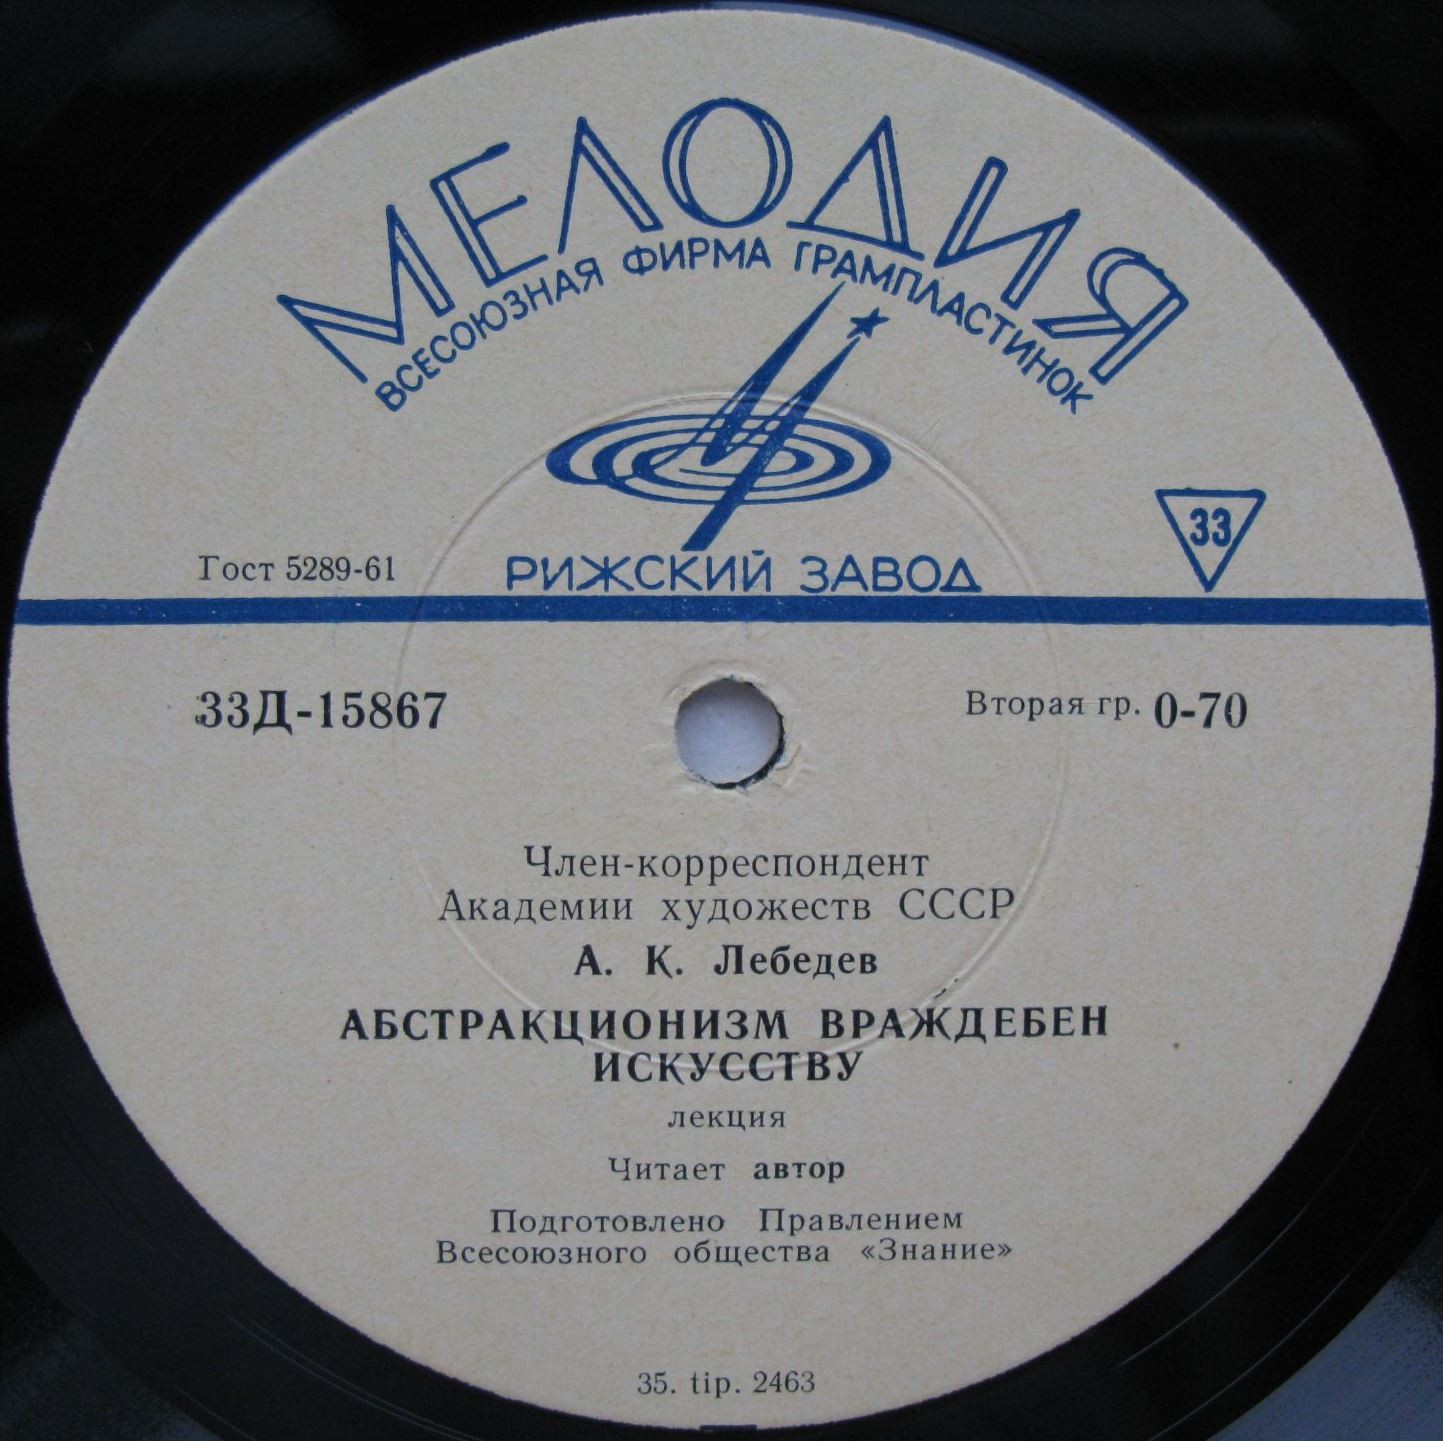 МЕЛОДИЯ
ВСЕСОЮЗНАЯ ФИРМА ГРАМПЛАСТИНОК
33
Гост 5289-61
РИЖСКИЙ ЗАВОД
33Д-15867
Вторая гр. 0-70
Член-корреспондент
Академии художеств СССР
А. К. Лебедев
АБСТРАКЦИОНИЗМ ВРАЖДЕБЕН
ИСКУССТВУ
лекция
Читает автор
Подготовлено Правлением
Всесоюзного общества «Знание»
35. tip. 2463